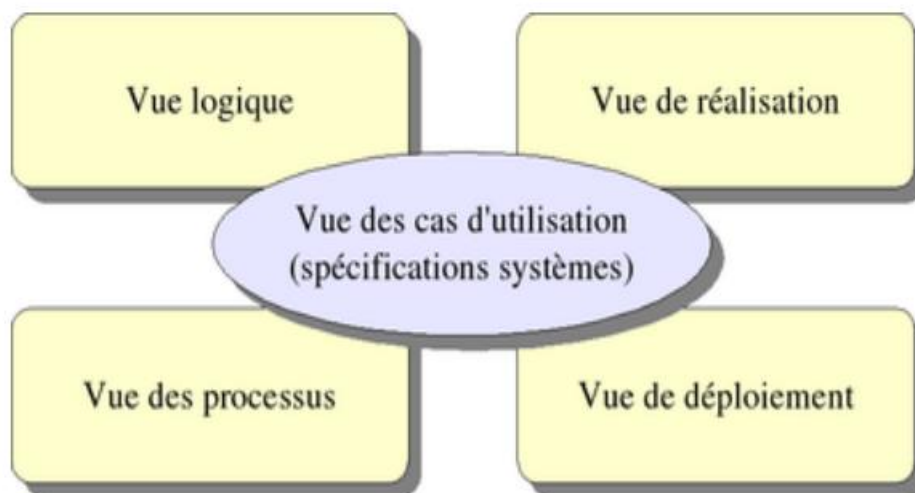 Vue logique
Vue de réalisation
Vue des cas d'utilisation
(spécifications systèmes)
Vue des processus
Vue de déploiement